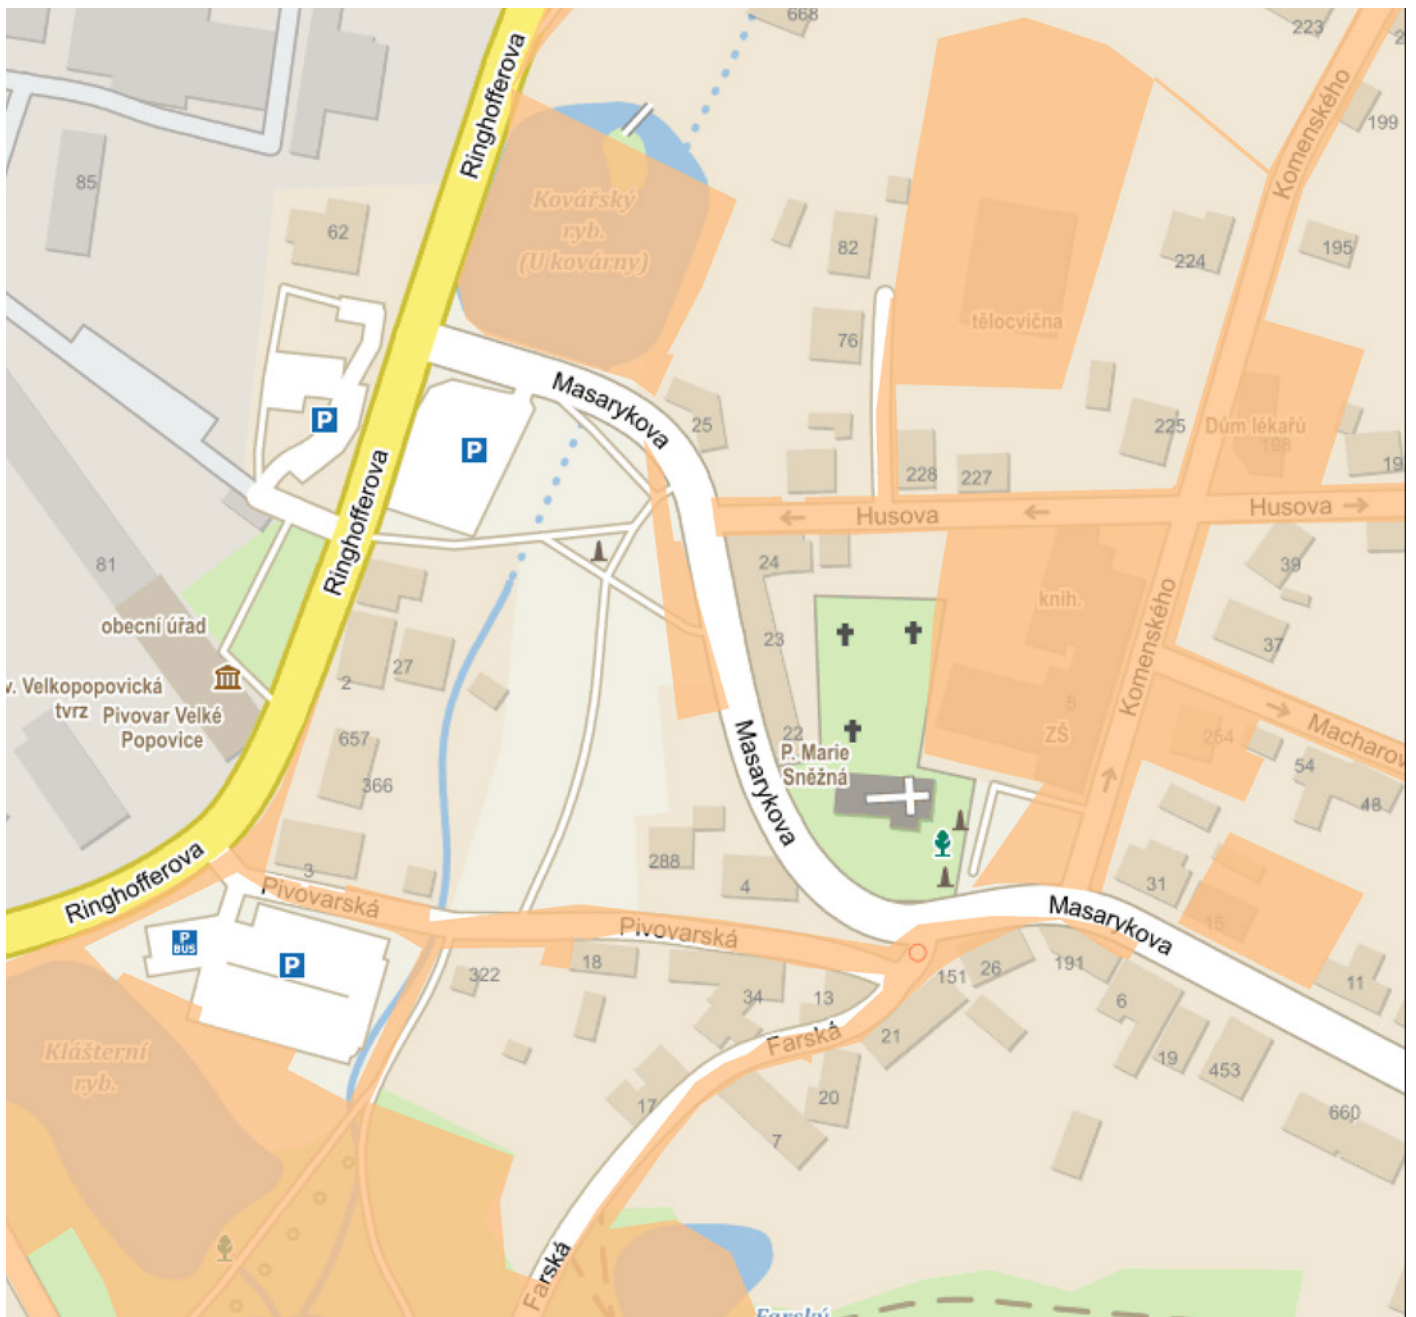 668
223
Ringhofferova
Komenského
199
85
Kovářský
ryb.
(U kovárny)
62
82
224
195
76
tělocvična
Masarykova
P
25
225
Dům lékařů
198
P
228
227
19
Husova
Husova
Ringhofferova
81
24
39
knih.
obecní úřad
23
37
27
Komenského
2
v. Velkopopovická
tvrz
Pivovar Velké
Popovice
5
22
ZŠ
254
Macharov
657
P. Marie
Sněžná
54
366
48
Masarykova
288
3
4
31
Ringhofferova
Pivovarská
Masarykova
15
Pivovarská
P
BUS
P
18
322
151
26
191
11
34
13
6
Farská
21
19
Klášterní
ryb.
453
17
20
7
660
Farská
Farský